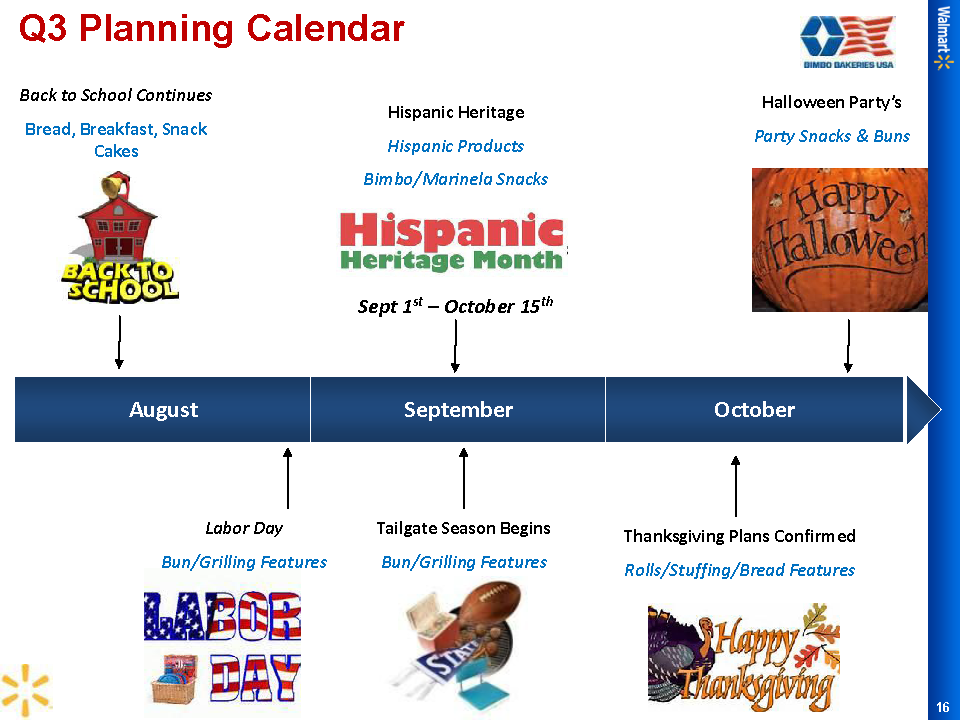 Q3 Planning Calendar
BIMBO BAKERIES USA
Walmart
Back to School Continues
Bread, Breakfast, Snack
Cakes
BACK TO
SCHOOL
Hispanic Heritage
Hispanic Products
Bimbo/Marinela Snacks
Hispanic
Heritage Month
Sept 1st – October 15th
Halloween Party's
Party Snacks & Buns
Happy
Halloween
August
September
October
Labor Day
Bun/Grilling Features
LABOR
DAY
Tailgate Season Begins
Bun/Grilling Features
STATE
Thanksgiving Plans Confirmed
Rolls/Stuffing/Bread Features
Happy
Thanksgiving
16